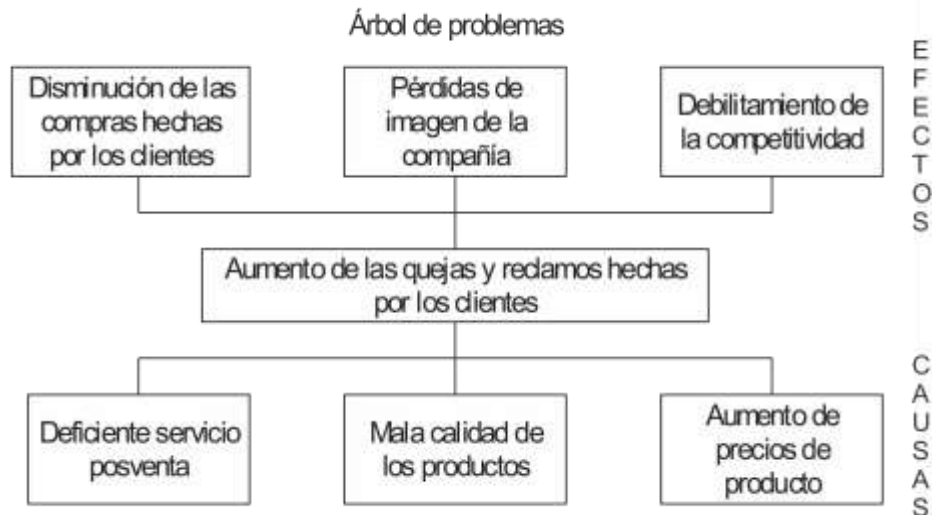 Árbol de problemas
Disminución de las
compras hechas
por los clientes
Pérdidas de
imagen de la
compañía
Debilitamiento de
la competitividad
EFECTOS
Aumento de las quejas y reclamos hechas
por los clientes
Deficiente servicio
posventa
Mala calidad de
los productos
Aumento de
precios de
producto
CAUSAS